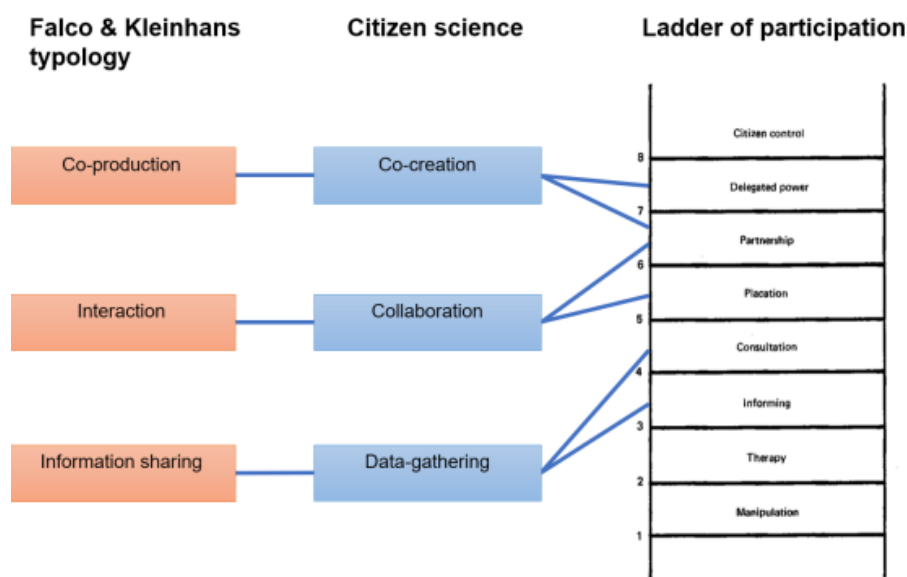 Falco & Kleinhans
typology
Citizen science
Ladder of participation
Co-production
Co-creation
Interaction
Collaboration
Information sharing
Data-gathering
Citizen control
8
Delegated power
7
Partnership
6
Placation
5
Consultation
4
Informing
3
Therapy
2
Manipulation
1